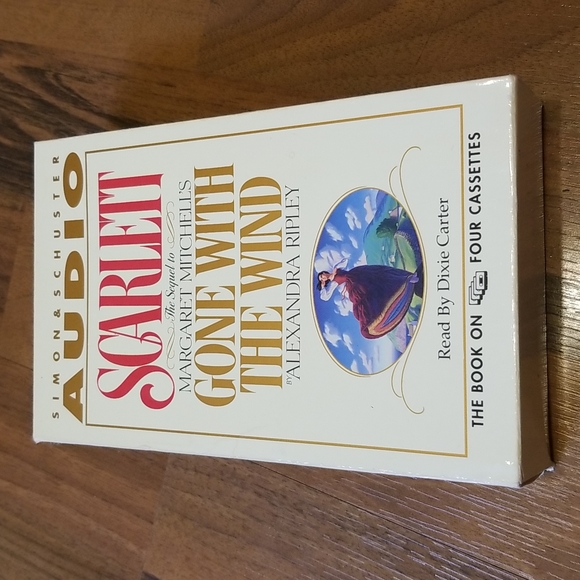 SIMON & SCHUSTER
AUDIO
SCARLETT
The Sequel to
MARGARET MITCHELL'S
GONE WITH
THE WIND
BY ALEXANDRA RIPLEY
Read By Dixie Carter
THE BOOK ON FOUR CASSETTES